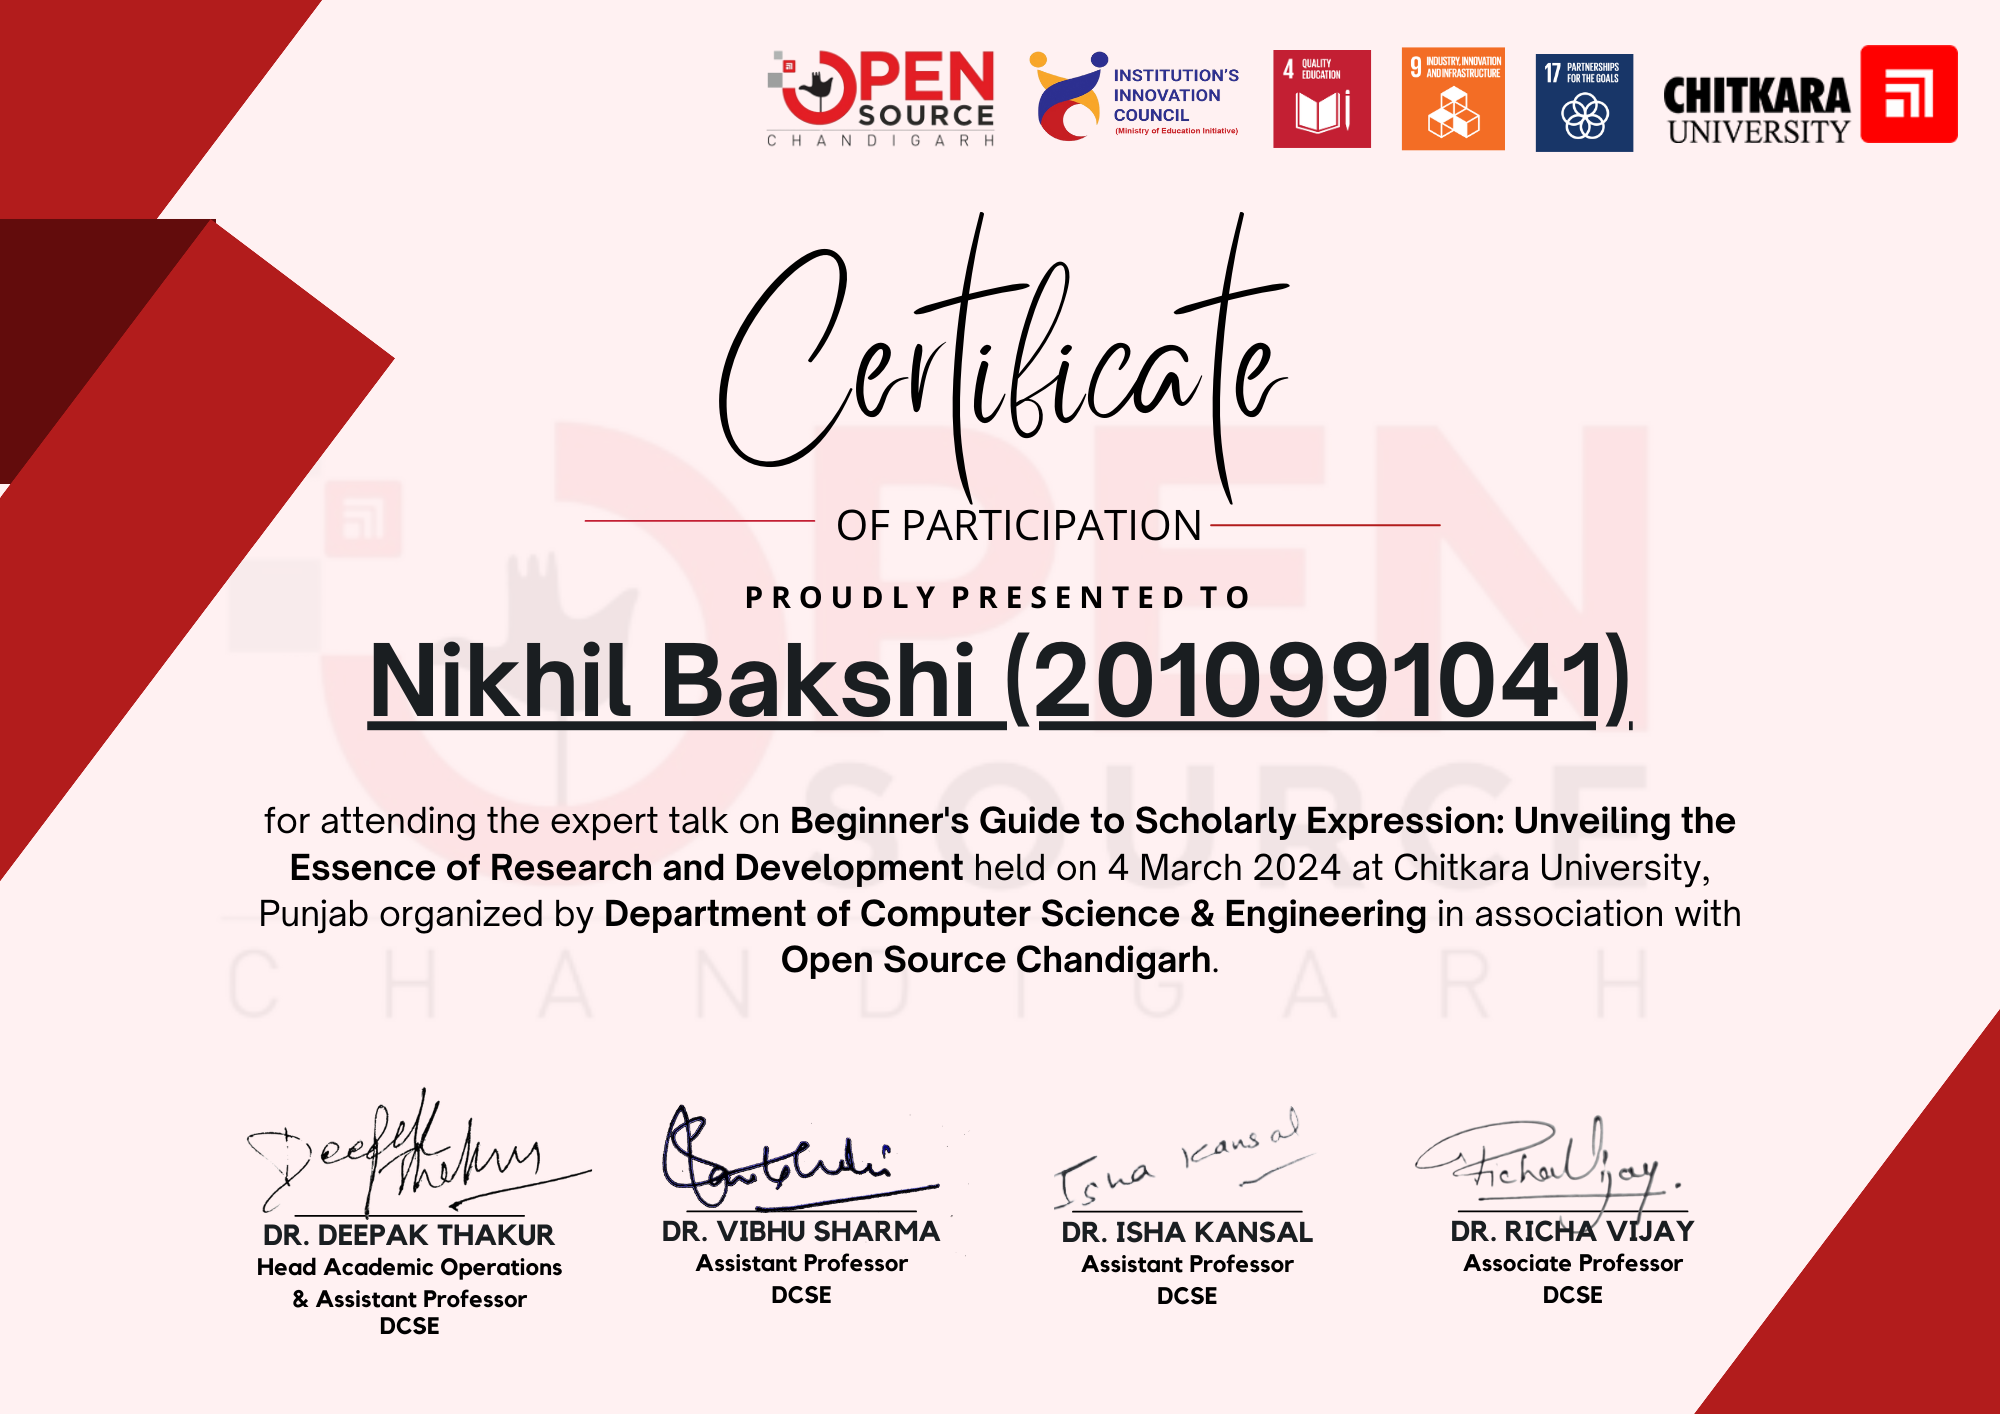 OPEN
SOURCE
CHANDIGARH
INSTITUTION'S
INNOVATION
COUNCIL
(Ministry of Education Initiative)
4 QUALITY
EDUCATION
9 INDUSTRY, INNOVATION
AND INFRASTRUCTURE
17 PARTNERSHIPS
FOR THE GOALS
CHITKARA
UNIVERSITY
Certificate
OF PARTICIPATION
PROUDLY PRESENTED TO
Nikhil Bakshi (2010991041)
for attending the expert talk on Beginner's Guide to Scholarly Expression: Unveiling the
Essence of Research and Development held on 4 March 2024 at Chitkara University,
Punjab organized by Department of Computer Science & Engineering in association with
Open Source Chandigarh.
OPEN
SOURCE
CHANDIGARH
Deepak Thakur
Isha Kansal
Richa Vijay.
DR. DEEPAK THAKUR
Head Academic Operations
& Assistant Professor
DCSE
DR. VIBHU SHARMA
Assistant Professor
DCSE
DR. ISHA KANSAL
Assistant Professor
DCSE
DR. RICHA VIJAY
Associate Professor
DCSE